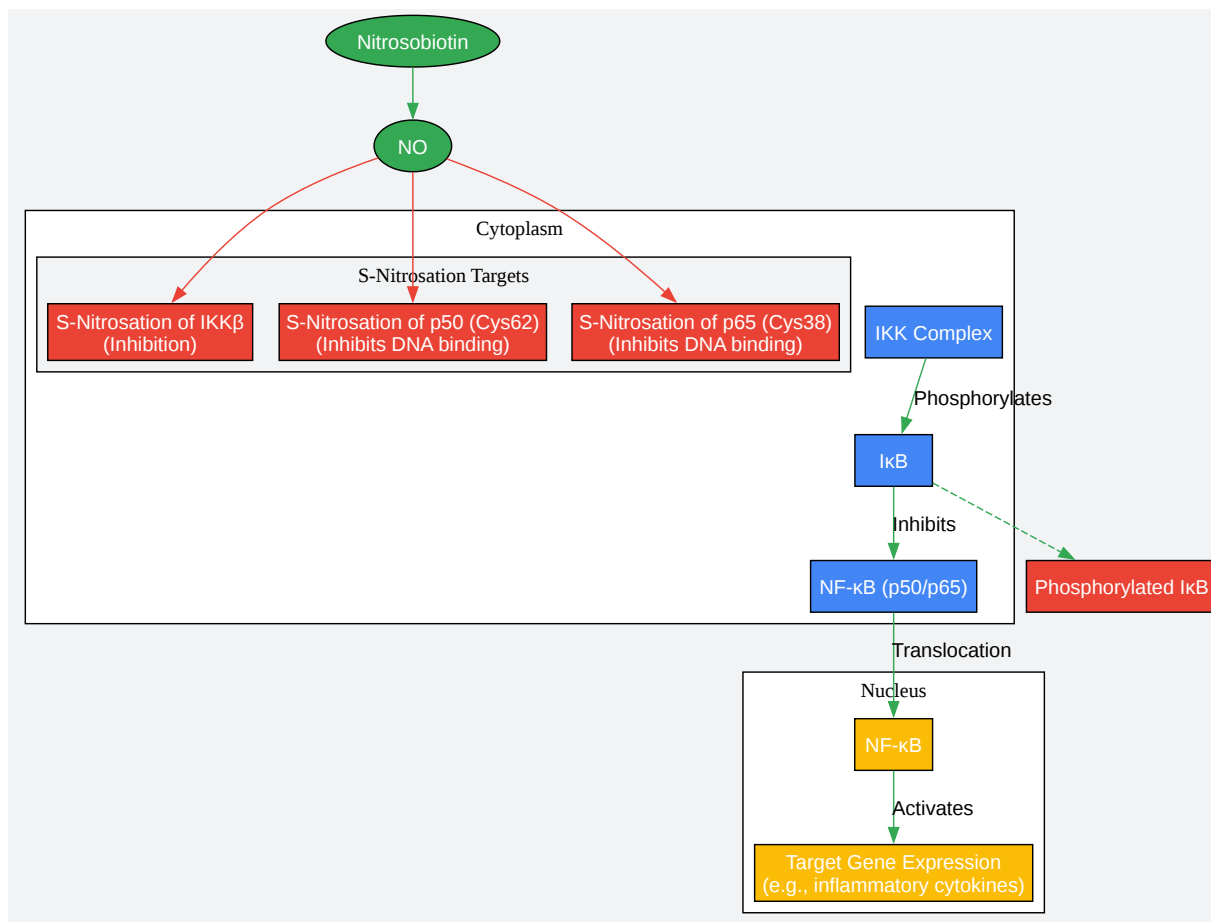 Nitrosobiotin
NO
Cytoplasm
S-Nitrosation Targets
S-Nitrosation of IKKβ
(Inhibition)
S-Nitrosation of p50 (Cys62)
(Inhibits DNA binding)
S-Nitrosation of p65 (Cys38)
(Inhibits DNA binding)
IKK Complex
Phosphorylates
IκB
Inhibits
NF-κB (p50/p65)
Phosphorylated IκB
Translocation
Nucleus
NF-κB
Activates
Target Gene Expression
(e.g., inflammatory cytokines)